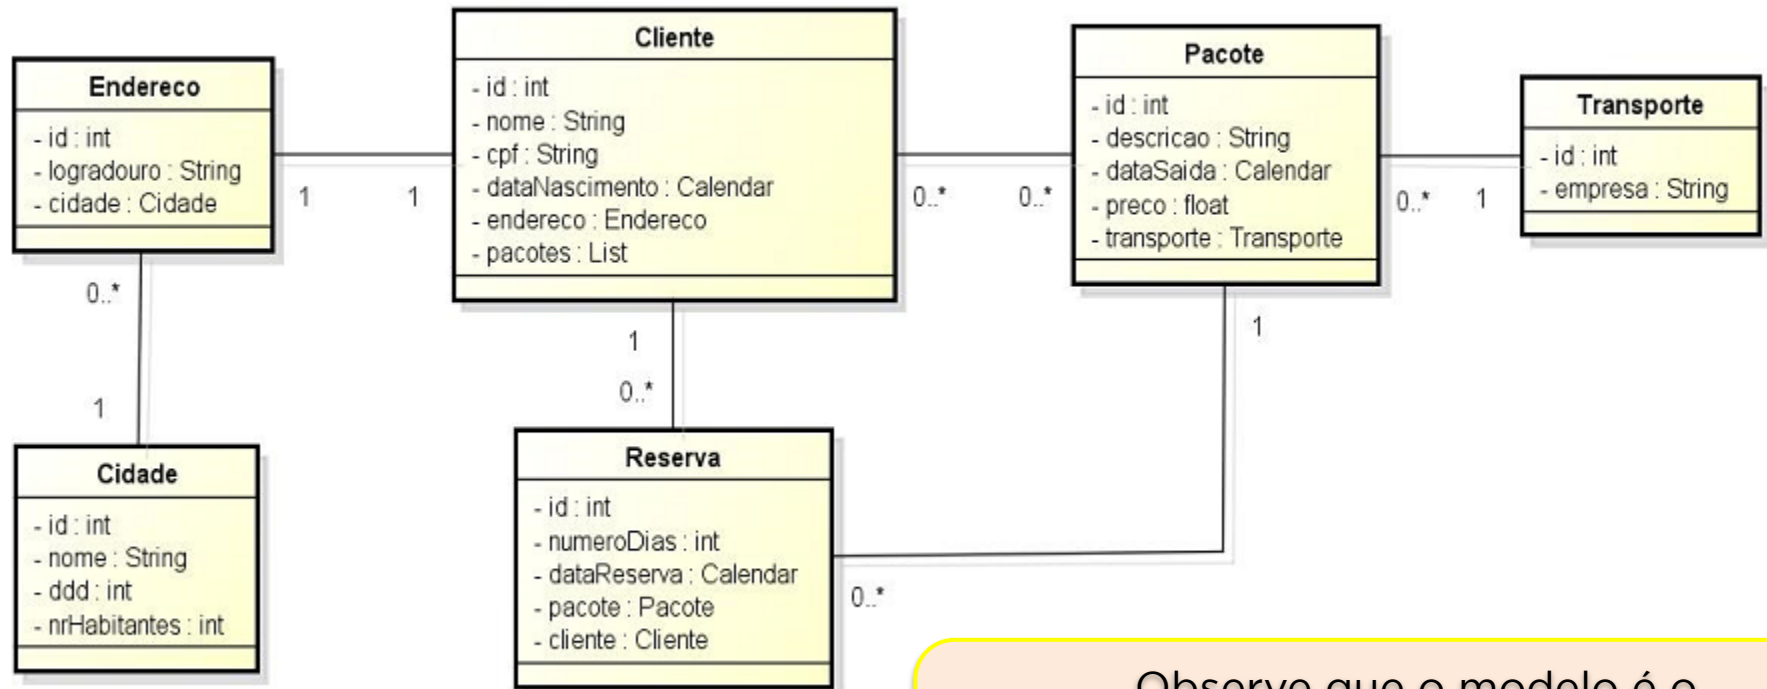 Endereco
- id : int
- logradouro : String
- cidade : Cidade
1
1
Cliente
- id : int
- nome : String
- cpf : String
- dataNascimento : Calendar
- endereco : Endereco
- pacotes : List
0..*
0..*
Pacote
- id : int
- descricao : String
- dataSaida : Calendar
- preco : float
- transporte : Transporte
0..*
1
Transporte
- id : int
- empresa : String
0..*
1
Cidade
- id : int
- nome : String
- ddd : int
- nrHabitantes : int
1
0..*
Reserva
- id : int
- numeroDias : int
- dataReserva : Calendar
- pacote : Pacote
- cliente : Cliente
1
0..*
Observe que o modelo é o